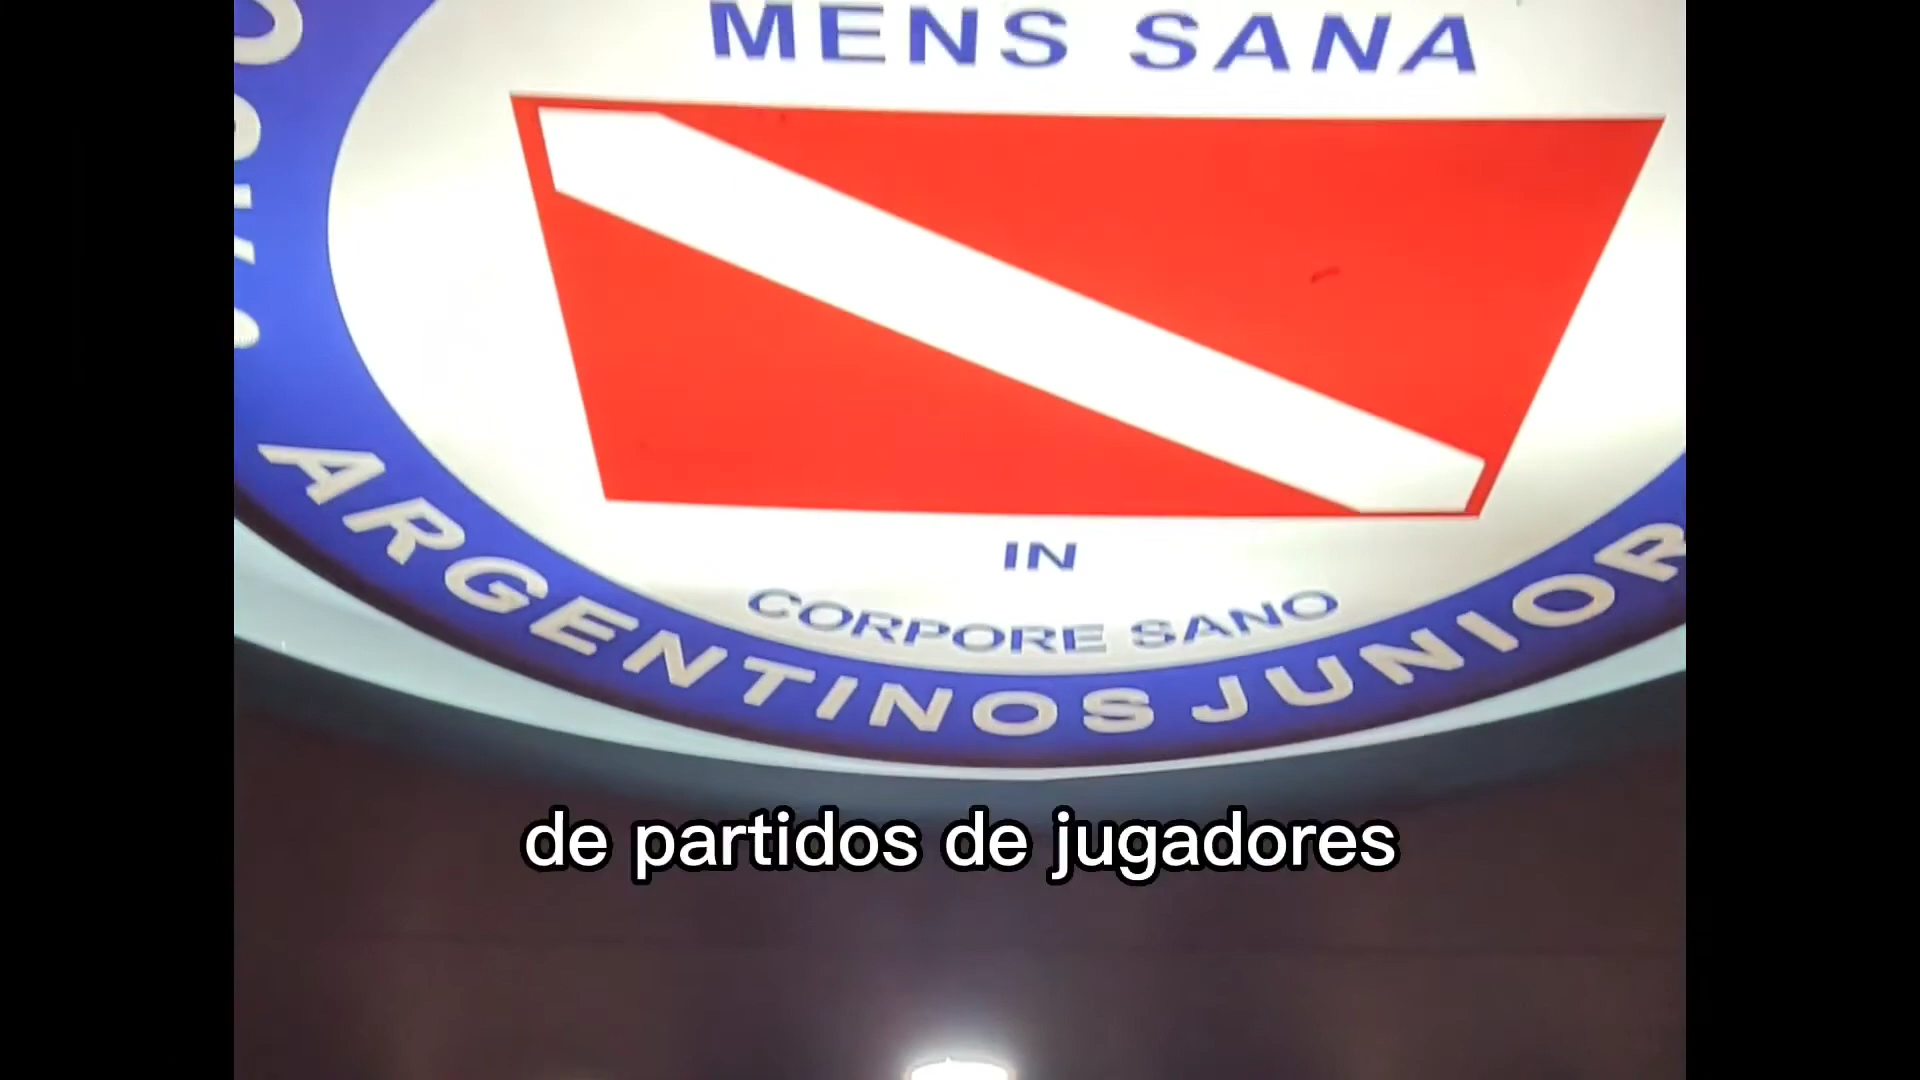 MENS SANA
IN
CORPORE SANO
ARGENTINOS JUNIOR
de partidos de jugadores